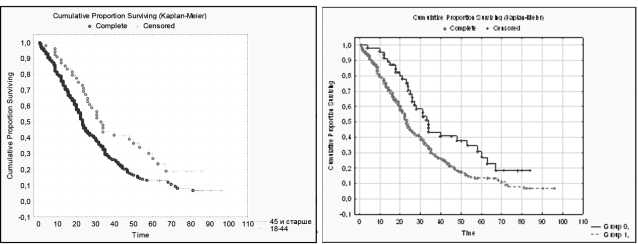 Cumulative Proportion Surviving (Kaplan-Meier)
Complete Censored
Cumulative Proportion Surviving
1,0
0,9
0,8
0,7
0,6
0,5
0,4
0,3
0,2
0,1
0,0
-0,1
0 10 20 30 40 50 60 70 80 90 100 110
Time
45 и старше
18-44
Cumulative Proportion Surviving (Kaplan-Meier)
Complete Censored
Cumulative Proportion Surviving
1,0
0,9
0,8
0,7
0,6
0,5
0,4
0,3
0,2
0,1
0,0
-0,1
0 10 20 30 40 50 60 70 80 90 100 110
Time
Group 0,
Group 1,